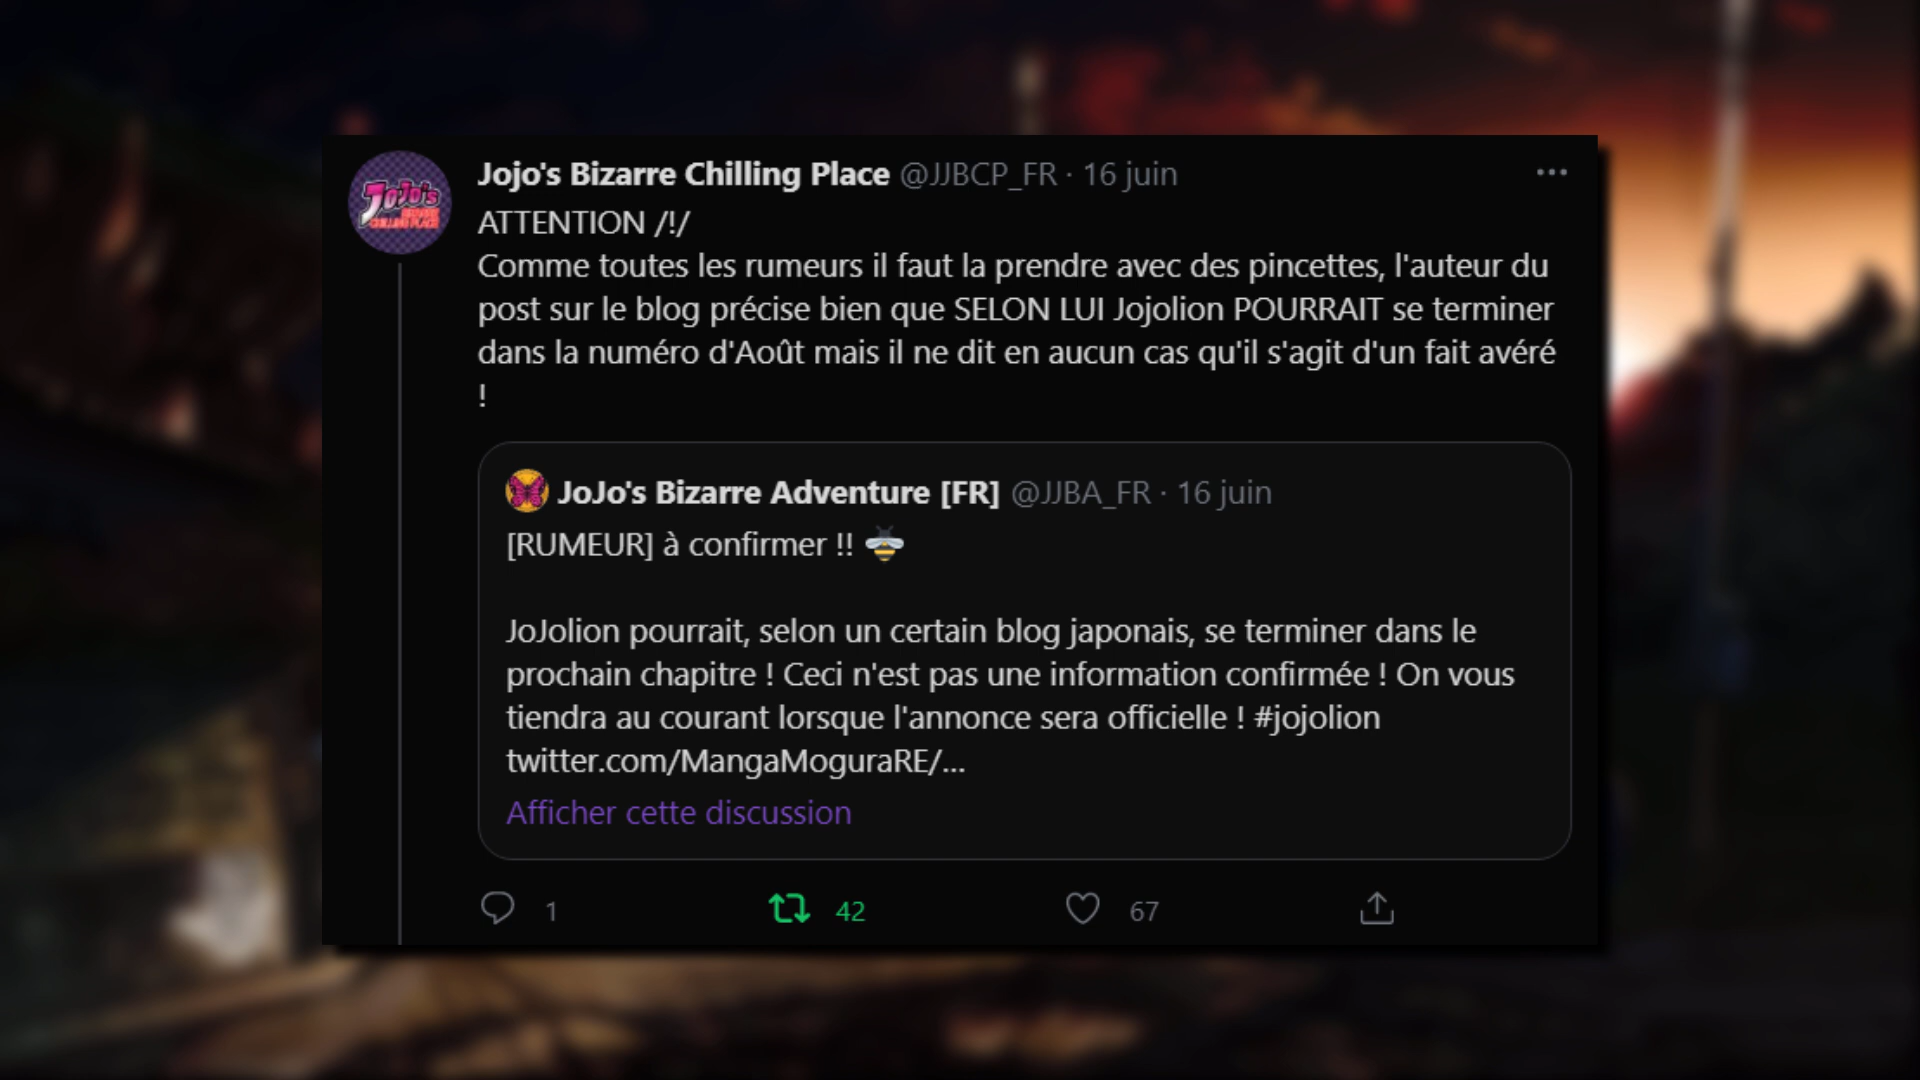 Jojo's Bizarre Chilling Place @JJBCP_FR · 16 juin
ATTENTION /!/
Comme toutes les rumeurs il faut la prendre avec des pincettes, l'auteur du
post sur le blog précise bien que SELON LUI Jojolion POURRAIT se terminer
dans la numéro d'Août mais il ne dit en aucun cas qu'il s'agit d'un fait avéré
!
JoJo's Bizarre Adventure [FR] @JJBA_FR · 16 juin
[RUMEUR] à confirmer !! 🐝
JoJolion pourrait, selon un certain blog japonais, se terminer dans le
prochain chapitre ! Ceci n'est pas une information confirmée ! On vous
tiendra au courant lorsque l'annonce sera officielle ! #jojolion
twitter.com/MangaMoguraRE/...
Afficher cette discussion
1 42 67
JoJo's
BIZARRE
CHILLING PLACE